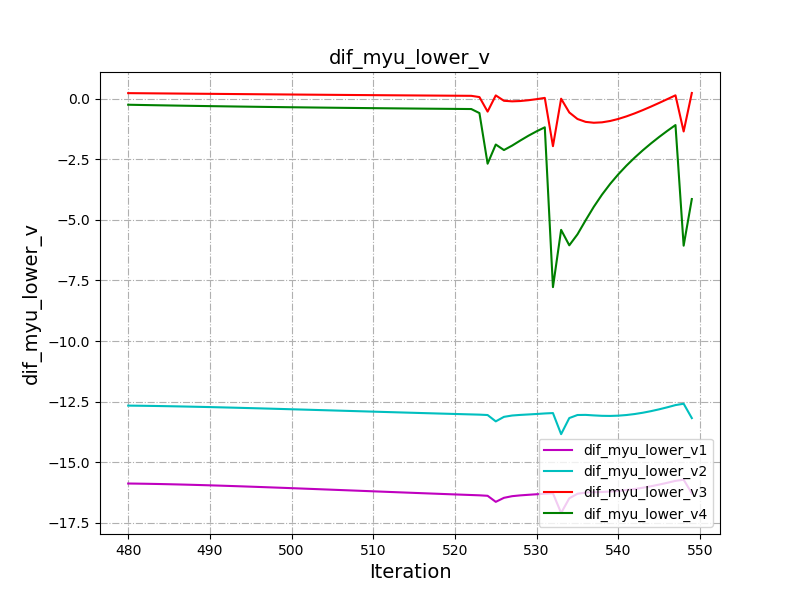 dif_myu_lower_v
dif_myu_lower_v
0.0
−2.5
−5.0
−7.5
−10.0
−12.5
−15.0
−17.5
dif_myu_lower_v1
dif_myu_lower_v2
dif_myu_lower_v3
dif_myu_lower_v4
480 490 500 510 520 530 540 550
Iteration